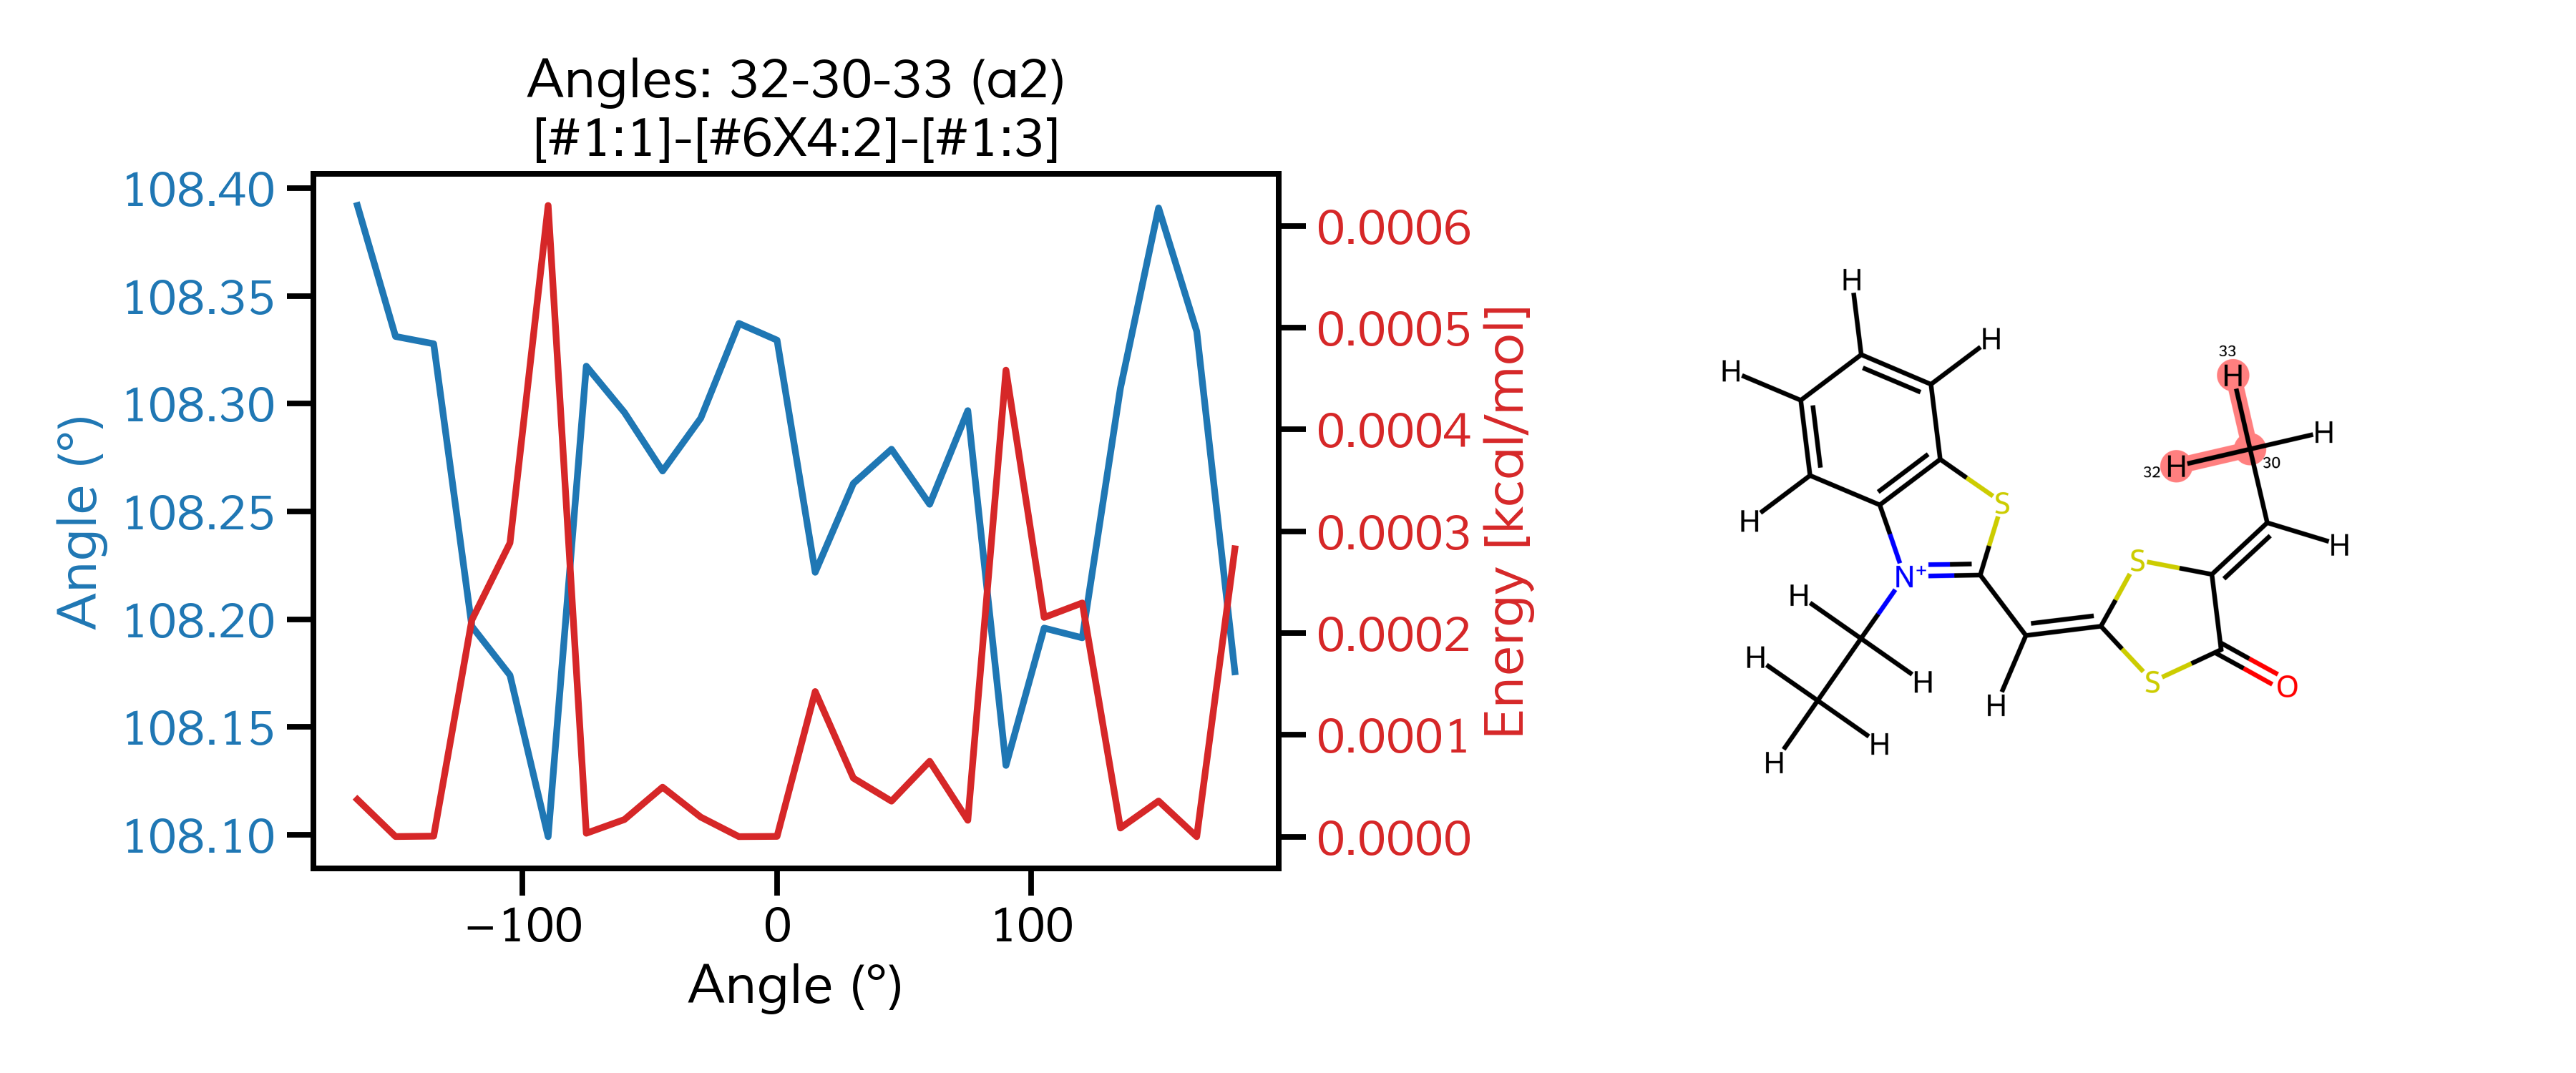 Angles: 32-30-33 (α2)
[#1:1]-[#6X4:2]-[#1:3]
108.40
108.35
108.30
108.25
108.20
108.15
108.10
Angle (°)
−100
0
100
Angle (°)
0.0006
0.0005
0.0004
0.0003
0.0002
0.0001
0.0000
Energy [kcal/mol]
H
H
H
33
H
H
32
H
30
S
H
H
S
N+
H
H
S
O
H
H
H
H
H